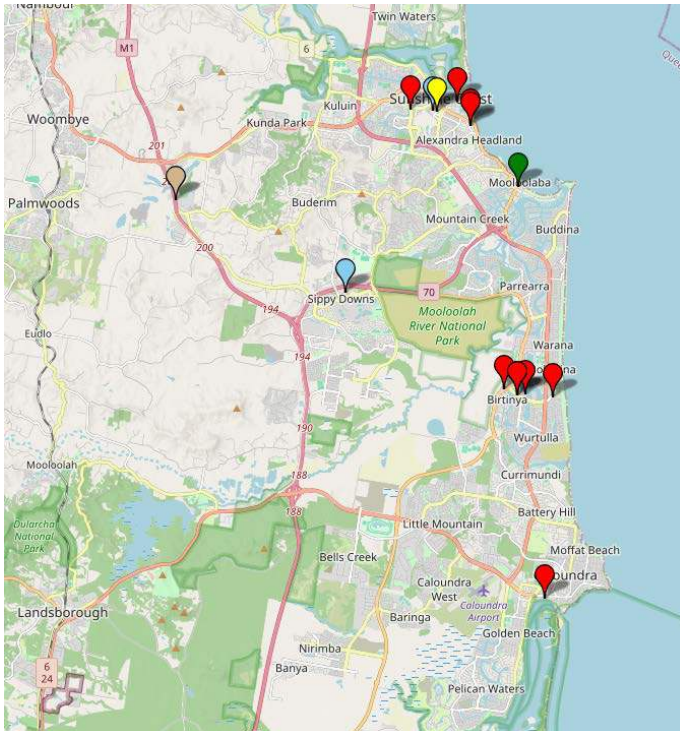 Twin Waters
M1
6
Kuluin
Woombye
Kunda Park
Alexandra Headland
201
Mooloolaba
Palmwoods
Buderim
Mountain Creek
Buddina
200
Sippy Downs
70
Parrearra
194
Mooloolah
River National
Park
Eudlo
Warana
194
Birtinya
190
Wurtulla
Mooloolah
188
Currimundi
188
Battery Hill
Little Mountain
Dularcha
National
Park
Bells Creek
Moffat Beach
Caloundra
West
Landsborough
Baringa
Caloundra
Airport
Golden Beach
Nirimba
6
24
Banya
Pelican Waters